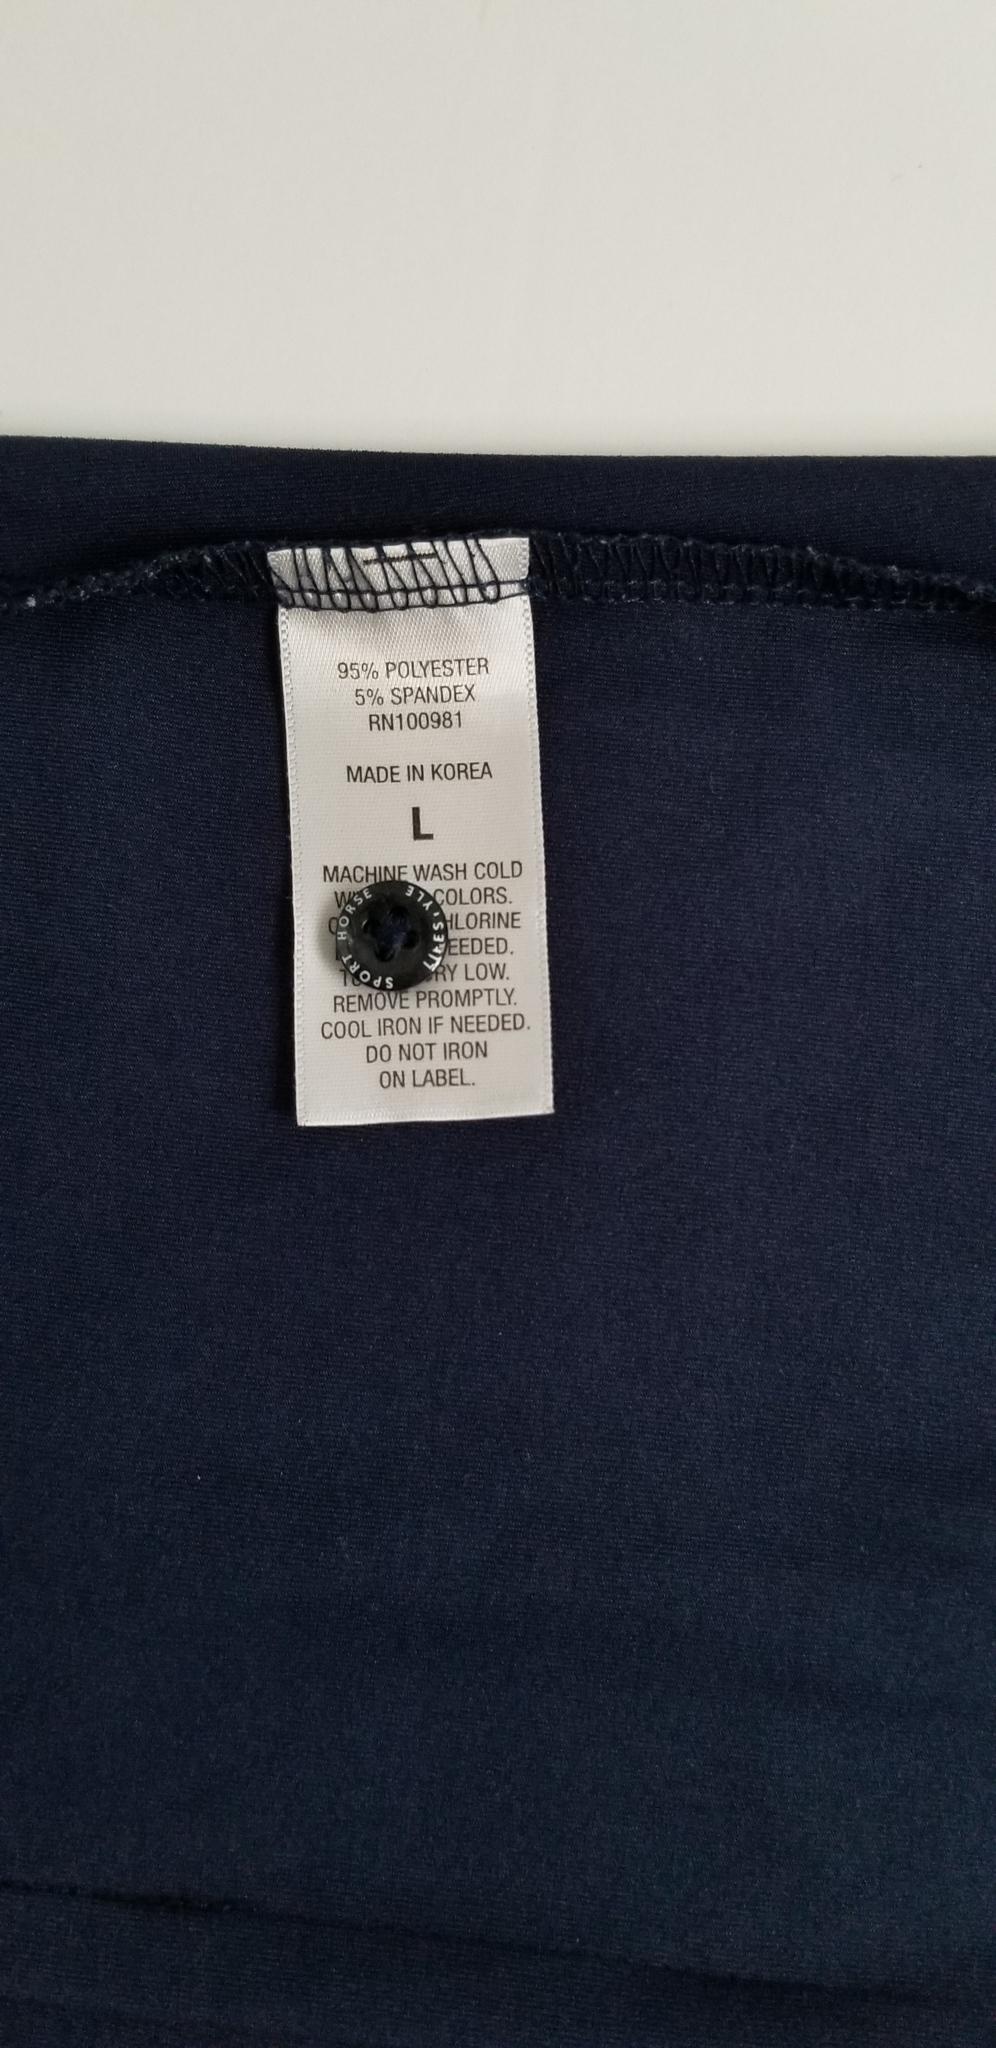 95% POLYESTER
5% SPANDEX
RN100981
MADE IN KOREA
L
MACHINE WASH COLD
COLORS.
EEDED.
RY LOW.
REMOVE PROMPTLY.
COOL IRON IF NEEDED.
DO NOT IRON
ON LABEL.
SPORT HORSE